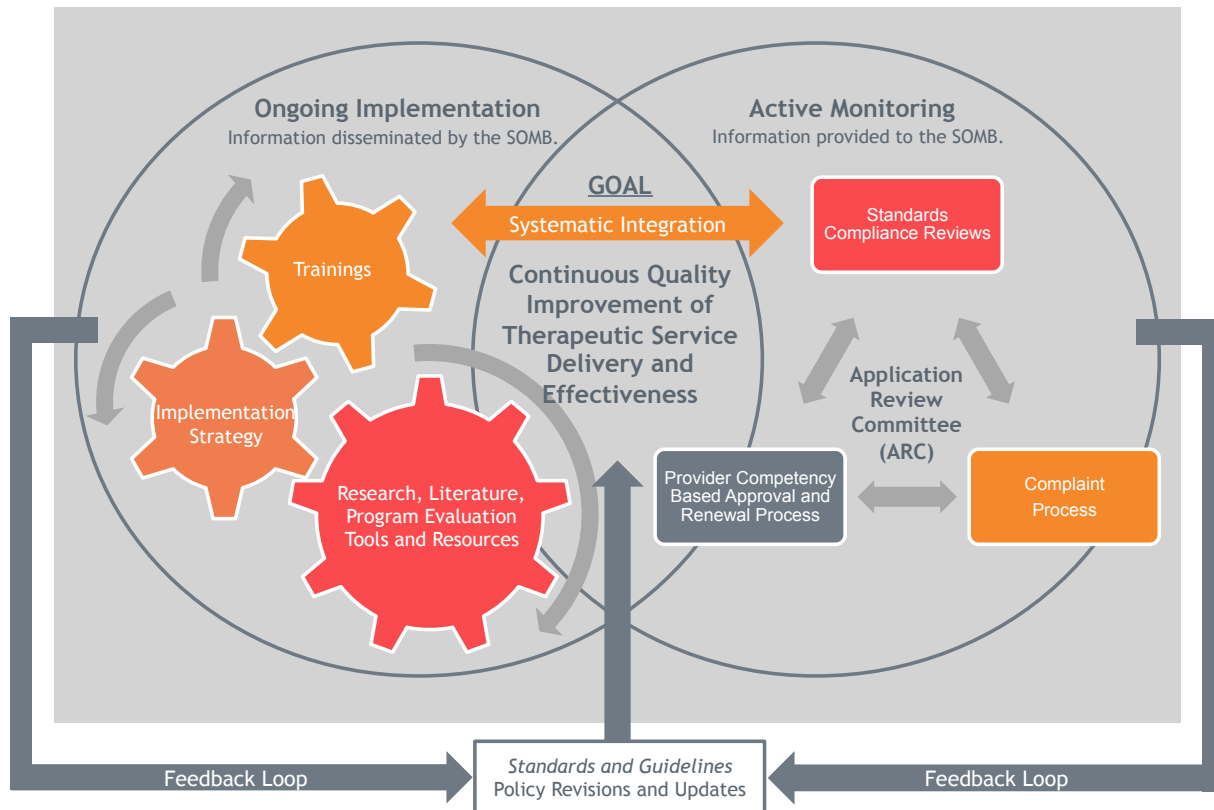 Ongoing Implementation
Information disseminated by the SOMB.
Active Monitoring
Information provided to the SOMB.
GOAL
Systematic Integration
Continuous Quality
Improvement of
Therapeutic Service
Delivery and
Effectiveness
Trainings
Implementation
Strategy
Research, Literature,
Program Evaluation
Tools and Resources
Standards
Compliance Reviews
Application
Review
Committee
(ARC)
Provider Competency
Based Approval and
Renewal Process
Complaint
Process
Feedback Loop
Standards and Guidelines
Policy Revisions and Updates
Feedback Loop